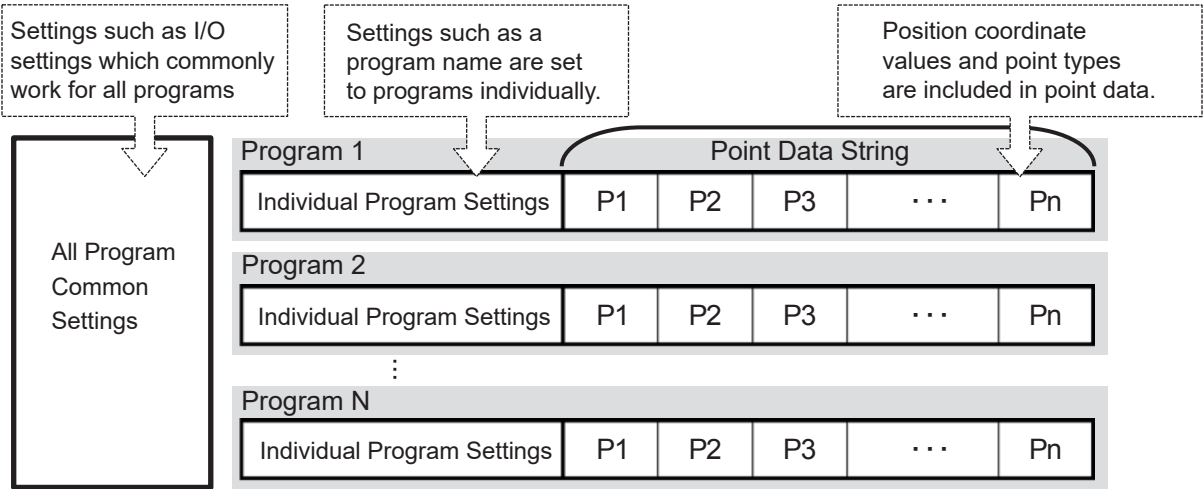 Settings such as I/O
settings which commonly
work for all programs
Settings such as a
program name are set
to programs individually.
Position coordinate
values and point types
are included in point data.
All Program
Common
Settings
Program 1
Point Data String
Individual Program Settings P1 P2 P3 ・・・ Pn
Program 2
Individual Program Settings P1 P2 P3 ・・・ Pn
⋮
Program N
Individual Program Settings P1 P2 P3 ・・・ Pn